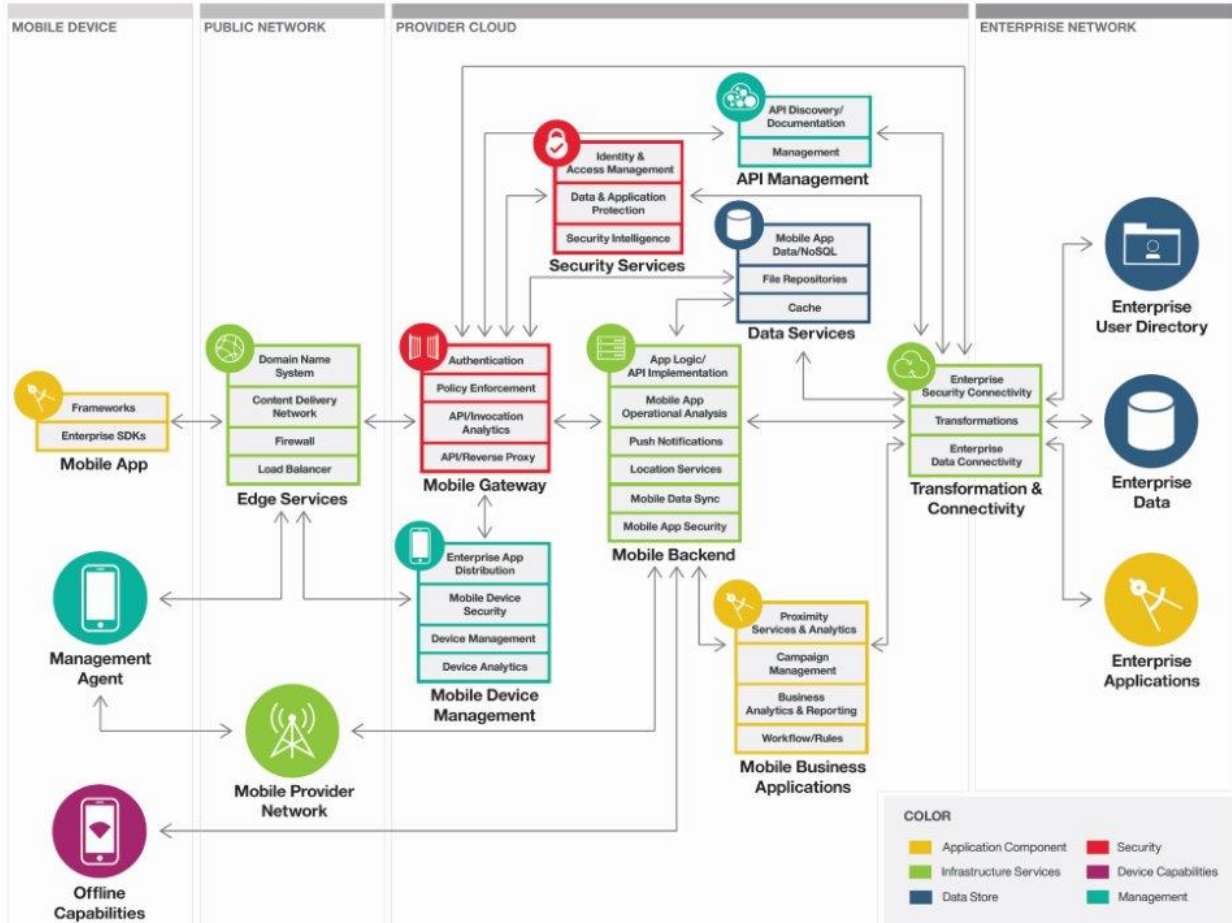 MOBILE DEVICE
PUBLIC NETWORK
PROVIDER CLOUD
ENTERPRISE NETWORK
API Discovery/
Documentation
Management
API Management
Identity &
Access Management
Data & Application
Protection
Security Intelligence
Security Services
Mobile App
Data/NoSQL
File Repositories
Cache
Data Services
Enterprise
User Directory
Frameworks
Enterprise SDKs
Mobile App
Domain Name
System
Content Delivery
Network
Firewall
Load Balancer
Edge Services
Authentication
Policy Enforcement
API/Invocation
Analytics
API/Reverse Proxy
Mobile Gateway
App Logic/
API Implementation
Mobile App
Operational Analysis
Push Notifications
Location Services
Mobile Data Sync
Mobile App Security
Mobile Backend
Enterprise
Security Connectivity
Transformations
Enterprise
Data Connectivity
Transformation &
Connectivity
Enterprise
Data
Management
Agent
Enterprise App
Distribution
Mobile Device
Security
Device Management
Device Analytics
Mobile Device
Management
Proximity
Services & Analytics
Campaign
Management
Business
Analytics & Reporting
Workflow/Rules
Mobile Business
Applications
Enterprise
Applications
Mobile Provider
Network
Offline
Capabilities
COLOR
Application Component
Infrastructure Services
Data Store
Security
Device Capabilities
Management